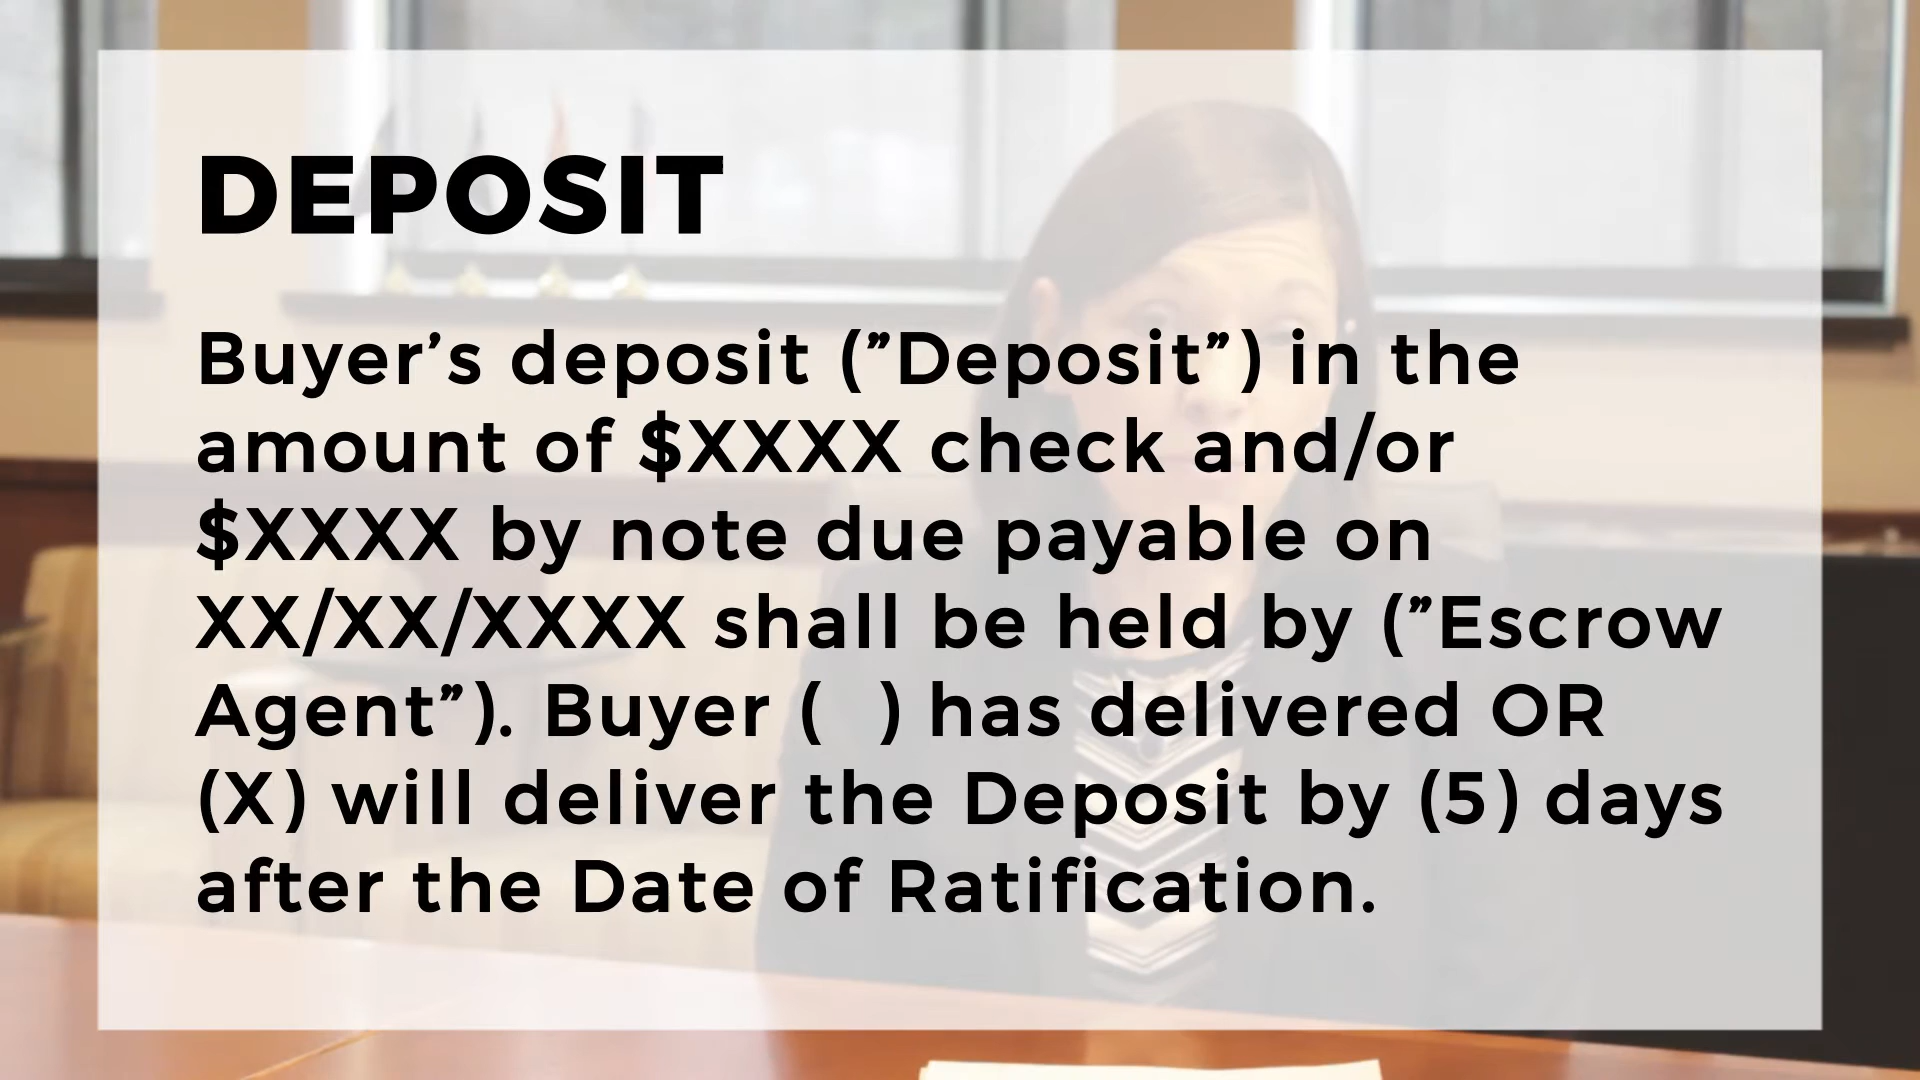 DEPOSIT
Buyer’s deposit (”Deposit”) in the
amount of $XXXX check and/or
$XXXX by note due payable on
XX/XX/XXXX shall be held by (”Escrow
Agent”). Buyer (  ) has delivered OR
(X) will deliver the Deposit by (5) days
after the Date of Ratification.